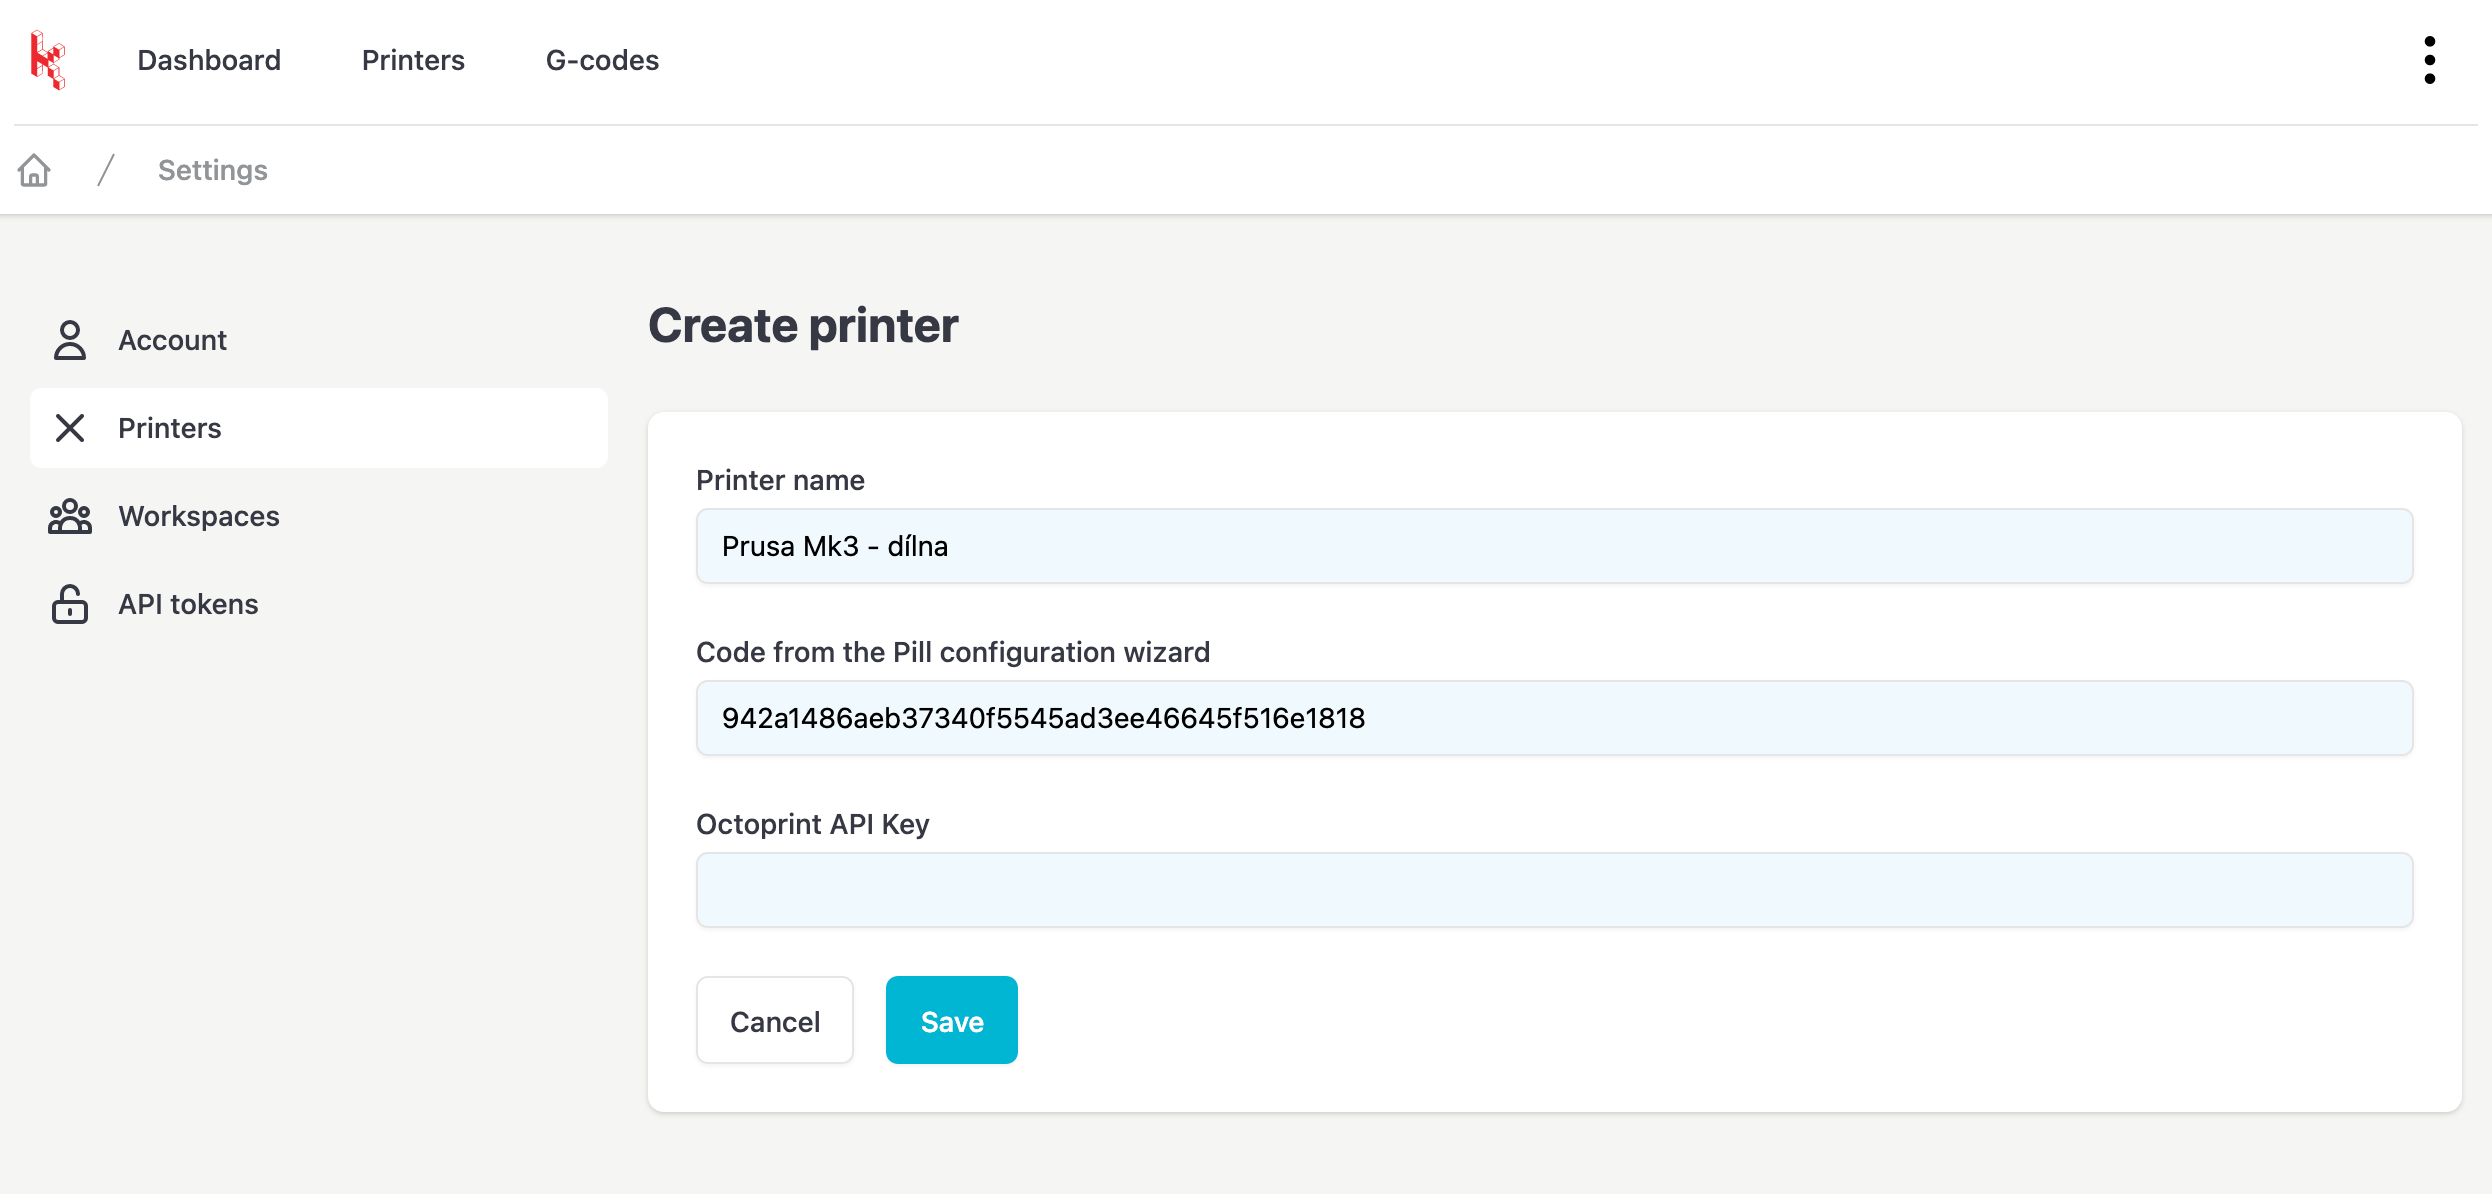 Dashboard
Printers
G-codes
Settings
Account
Printers
Workspaces
API tokens
Create printer
Printer name
Prusa Mk3 - dílna
Code from the Pill configuration wizard
942a1486aeb37340f5545ad3ee46645f516e1818
Octoprint API Key
Cancel
Save